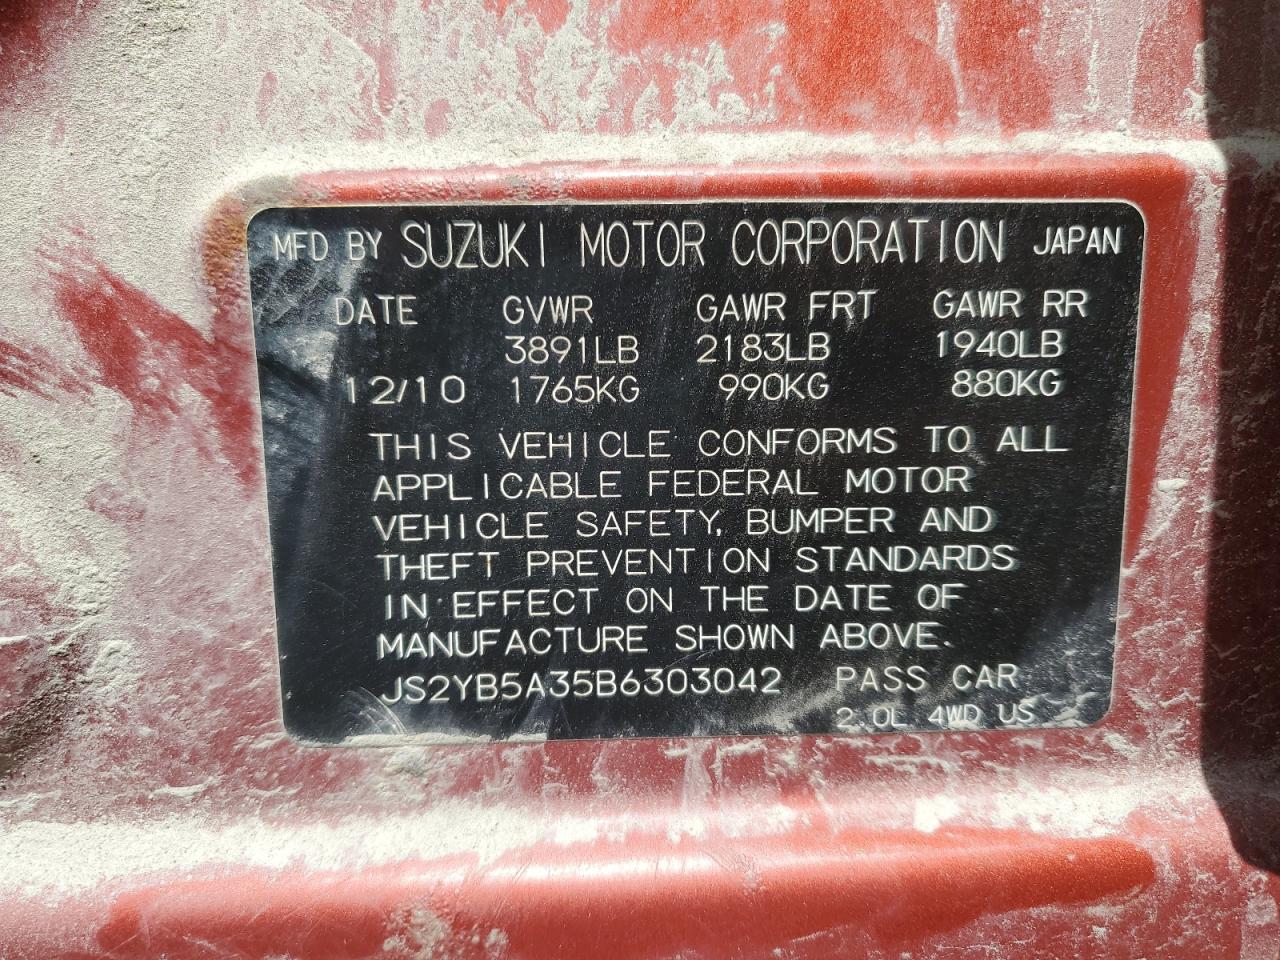 MFD BY SUZUKI MOTOR CORPORATION JAPAN
DATE GVWR GAWR FRT GAWR RR
3891LB 2183LB 1940LB
12/10 1765KG 990KG 880KG
THIS VEHICLE CONFORMS TO ALL
APPLICABLE FEDERAL MOTOR
VEHICLE SAFETY, BUMPER AND
THEFT PREVENTION STANDARDS
IN EFFECT ON THE DATE OF
MANUFACTURE SHOWN ABOVE.
JS2YB5A35B6303042 PASS CAR
2.0L 4WD US